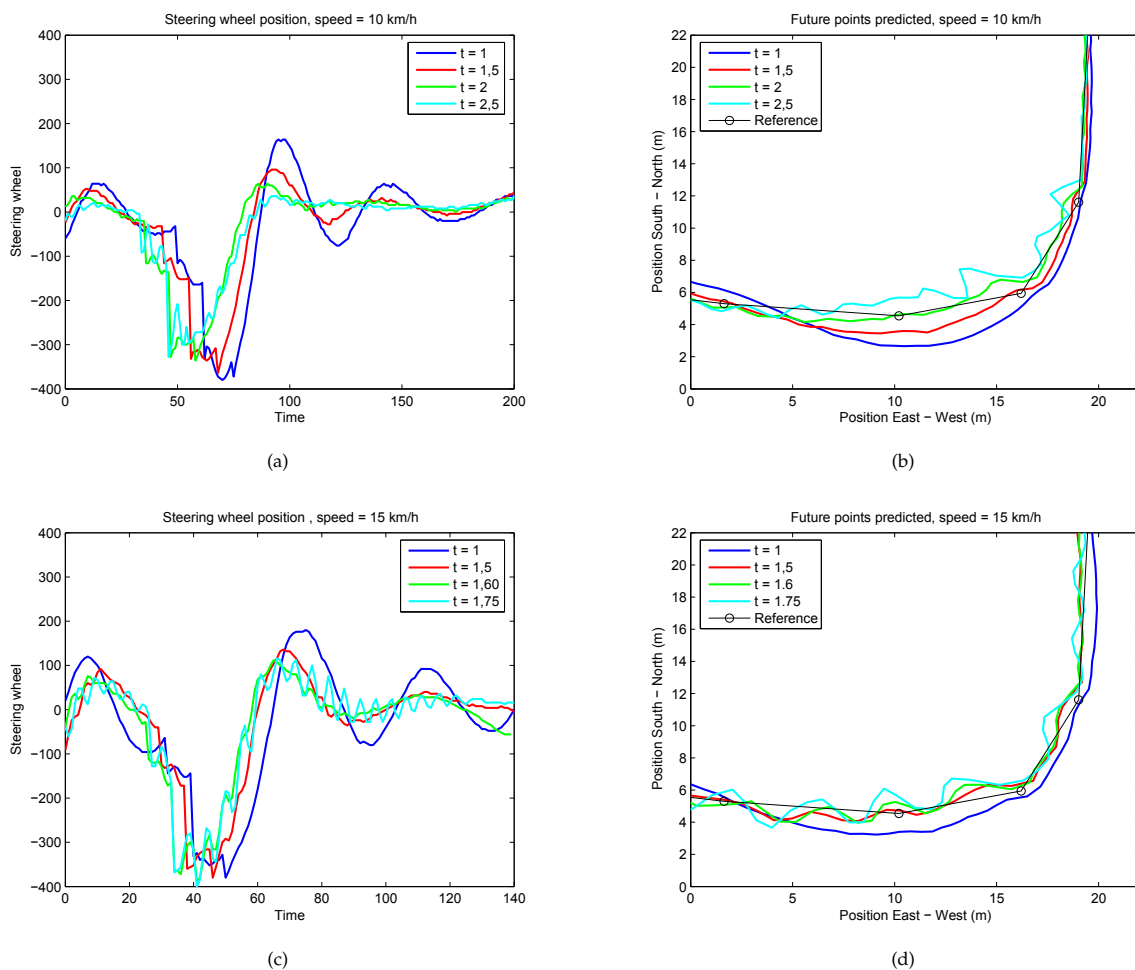 Steering wheel position, speed = 10 km/h
400
300
200
100
0
−100
−200
−300
−400
Steering wheel
0
50
100
150
200
Time
t = 1
t = 1,5
t = 2
t = 2,5
(a)
Future points predicted, speed = 10 km/h
22
20
18
16
14
12
10
8
6
4
2
0
Position South − North (m)
0
5
10
15
20
Position East − West (m)
t = 1
t = 1,5
t = 2
t = 2,5
Reference
(b)
Steering wheel position , speed = 15 km/h
400
300
200
100
0
−100
−200
−300
−400
Steering wheel
0
20
40
60
80
100
120
140
Time
t = 1
t = 1,5
t = 1,60
t = 1,75
(c)
Future points predicted, speed = 15 km/h
22
20
18
16
14
12
10
8
6
4
2
0
Position South − North (m)
0
5
10
15
20
Position East − West (m)
t = 1
t = 1,5
t = 1.6
t = 1.75
Reference
(d)